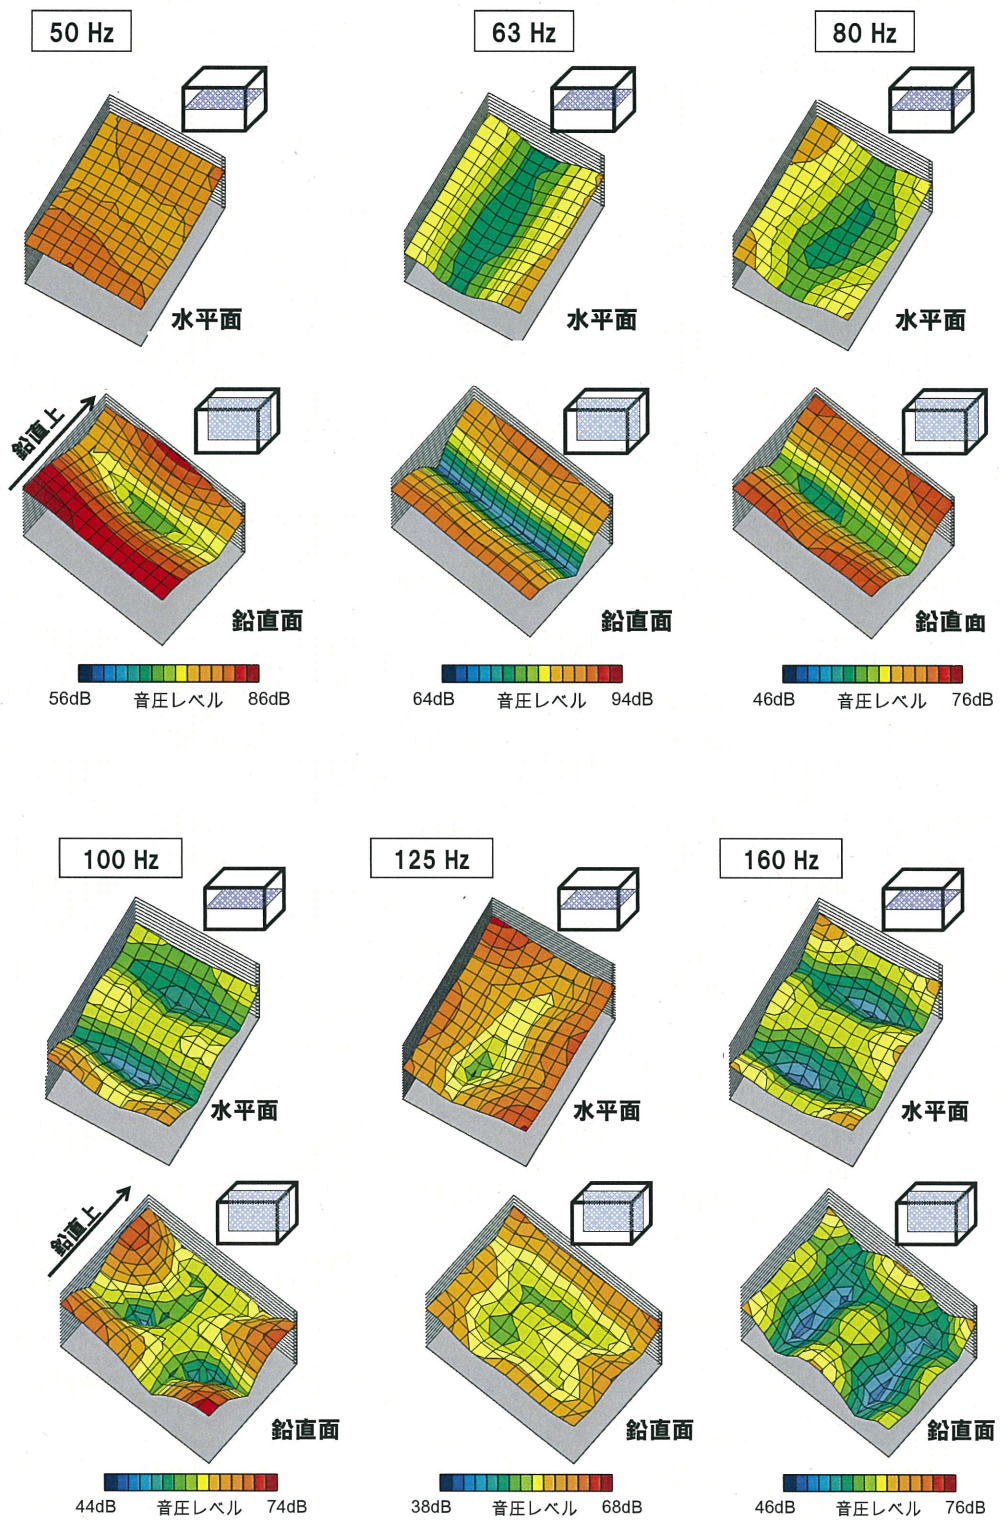 50 Hz
63 Hz
80 Hz
水平面
水平面
水平面
鉛直上
鉛直面
鉛直面
鉛直面
56dB 音圧レベル 86dB
64dB 音圧レベル 94dB
46dB 音圧レベル 76dB
100 Hz
125 Hz
160 Hz
水平面
水平面
水平面
鉛直上
鉛直面
鉛直面
鉛直面
44dB 音圧レベル 74dB
38dB 音圧レベル 68dB
46dB 音圧レベル 76dB